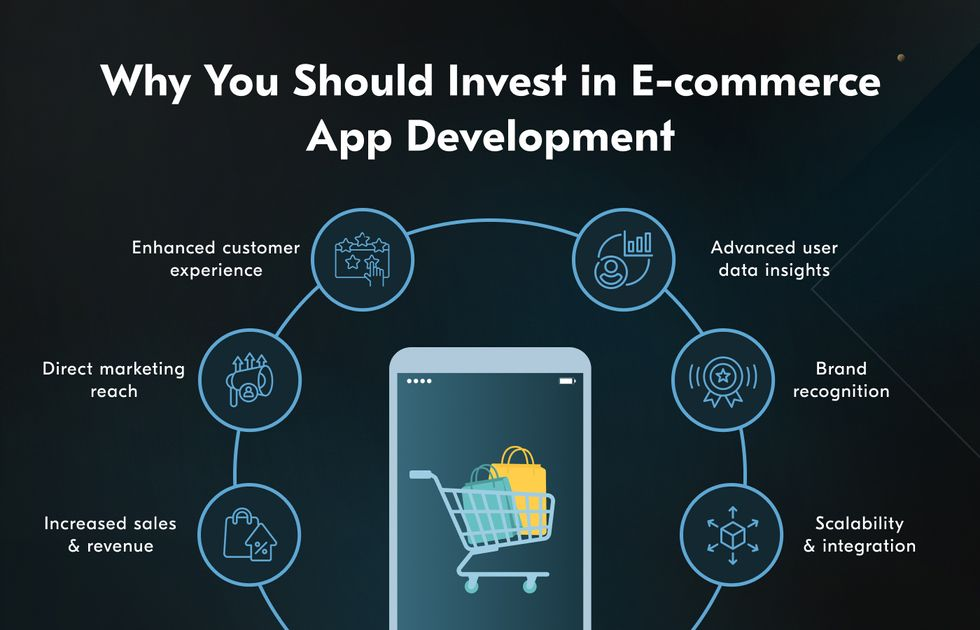 Why You Should Invest in E-commerce
App Development
Enhanced customer
experience
Advanced user
data insights
Direct marketing
reach
Brand
recognition
Increased sales
& revenue
Scalability
& integration
%